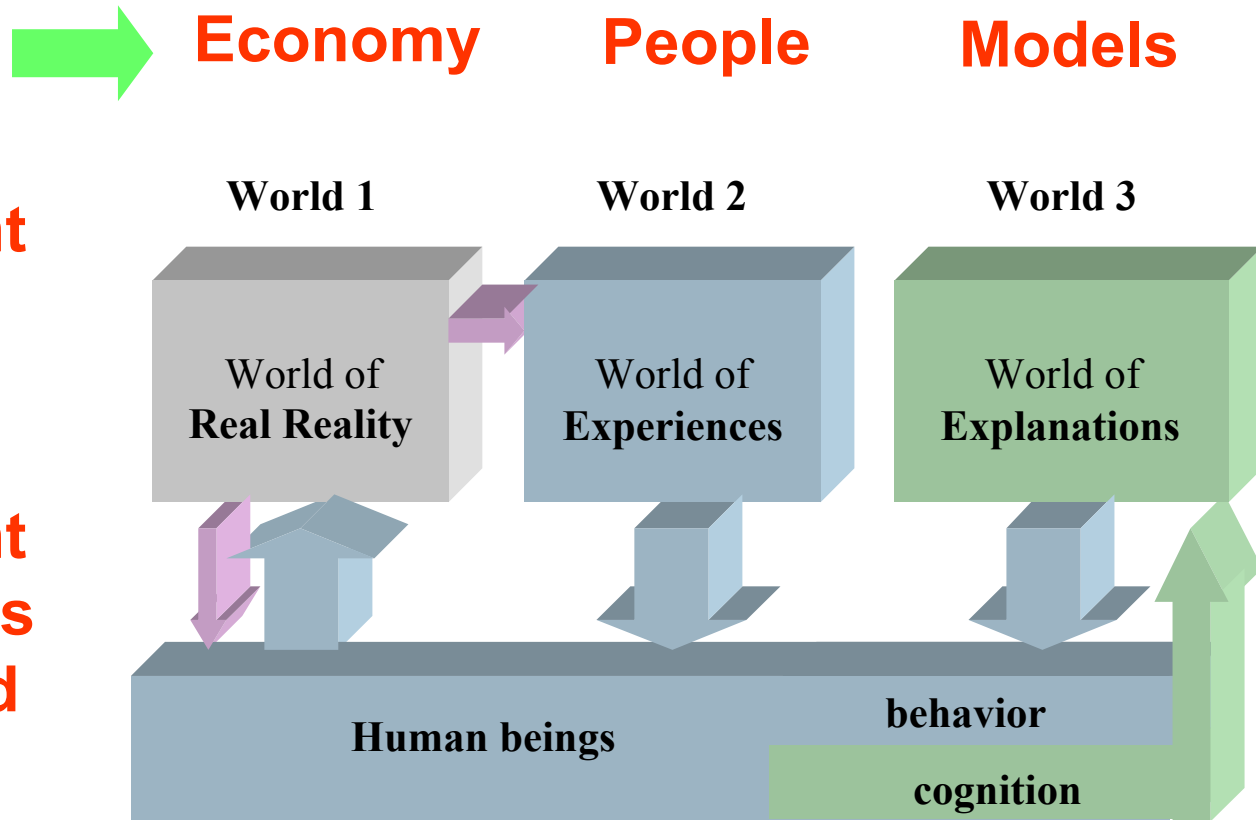 Economy People Models
World 1 World 2 World 3
World of
Real Reality
World of
Experiences
World of
Explanations
Human beings
behavior
cognition